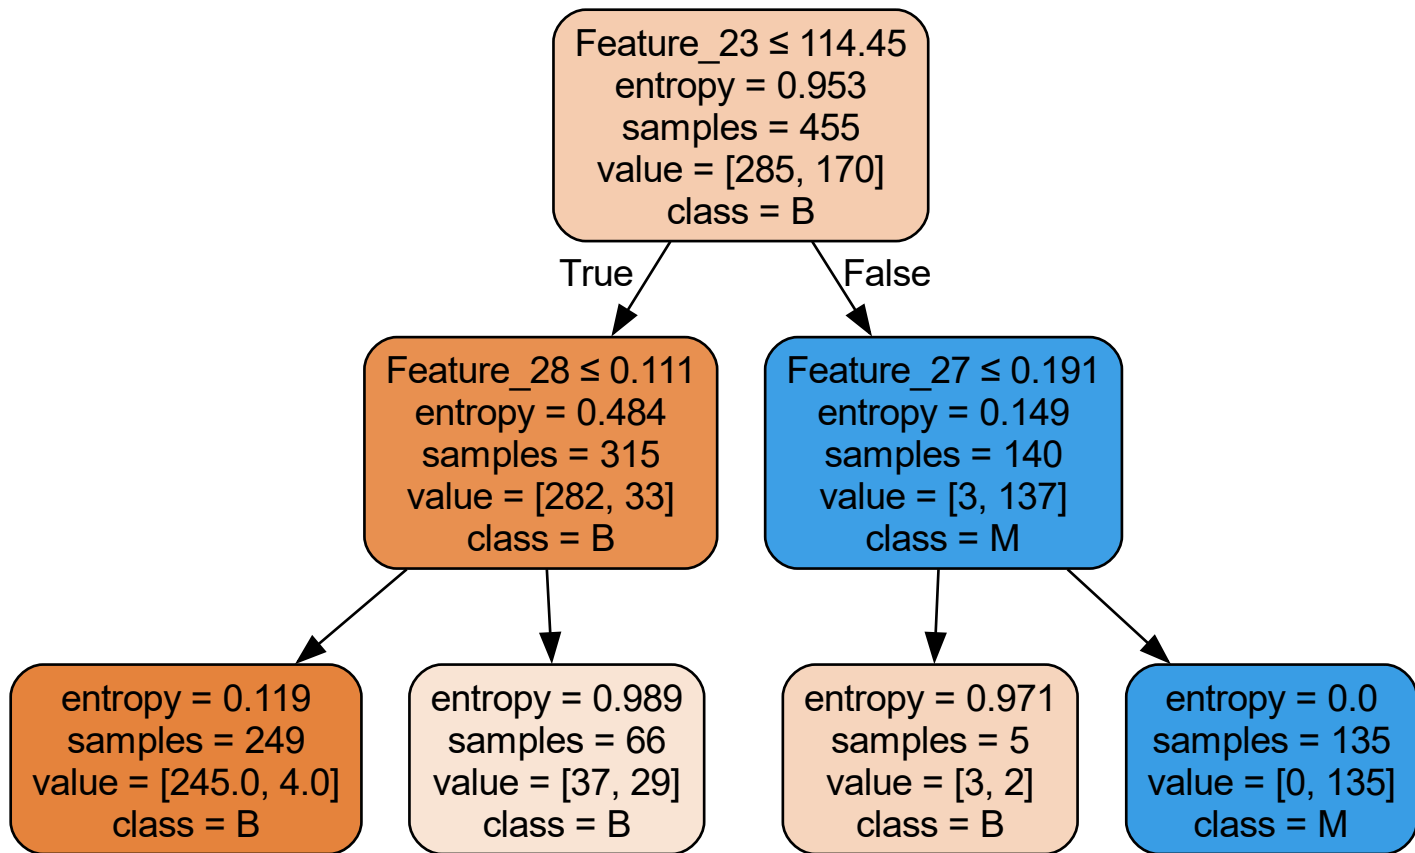 Feature_23 ≤ 114.45
entropy = 0.953
samples = 455
value = [285, 170]
class = B
True
False
Feature_28 ≤ 0.111
entropy = 0.484
samples = 315
value = [282, 33]
class = B
Feature_27 ≤ 0.191
entropy = 0.149
samples = 140
value = [3, 137]
class = M
entropy = 0.119
samples = 249
value = [245.0, 4.0]
class = B
entropy = 0.989
samples = 66
value = [37, 29]
class = B
entropy = 0.971
samples = 5
value = [3, 2]
class = B
entropy = 0.0
samples = 135
value = [0, 135]
class = M